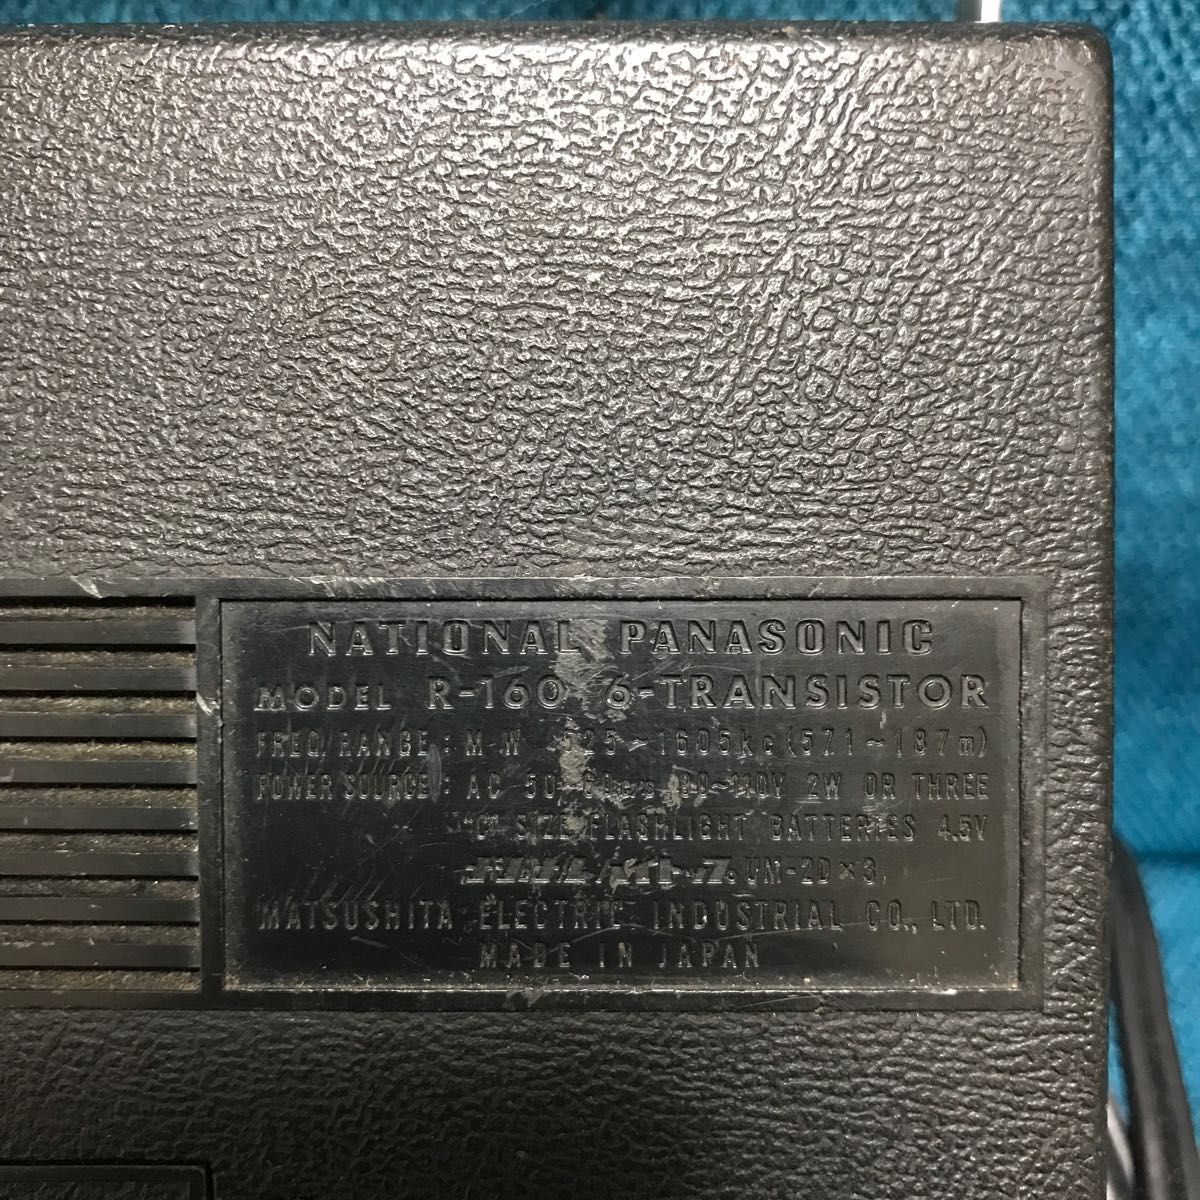 NATIONAL PANASONIC
MODEL R-160 6-TRANSISTOR
FREQ. RANGE : M W 525~1605kc (571~187m)
POWER SOURCE : AC 50~60c/s 90~110V 2W OR THREE
"C" SIZE FLASHLIGHT BATTERIES 4.5V
UM-2D×3,
MATSUSHITA ELECTRIC INDUSTRIAL CO., LTD.
MADE IN JAPAN